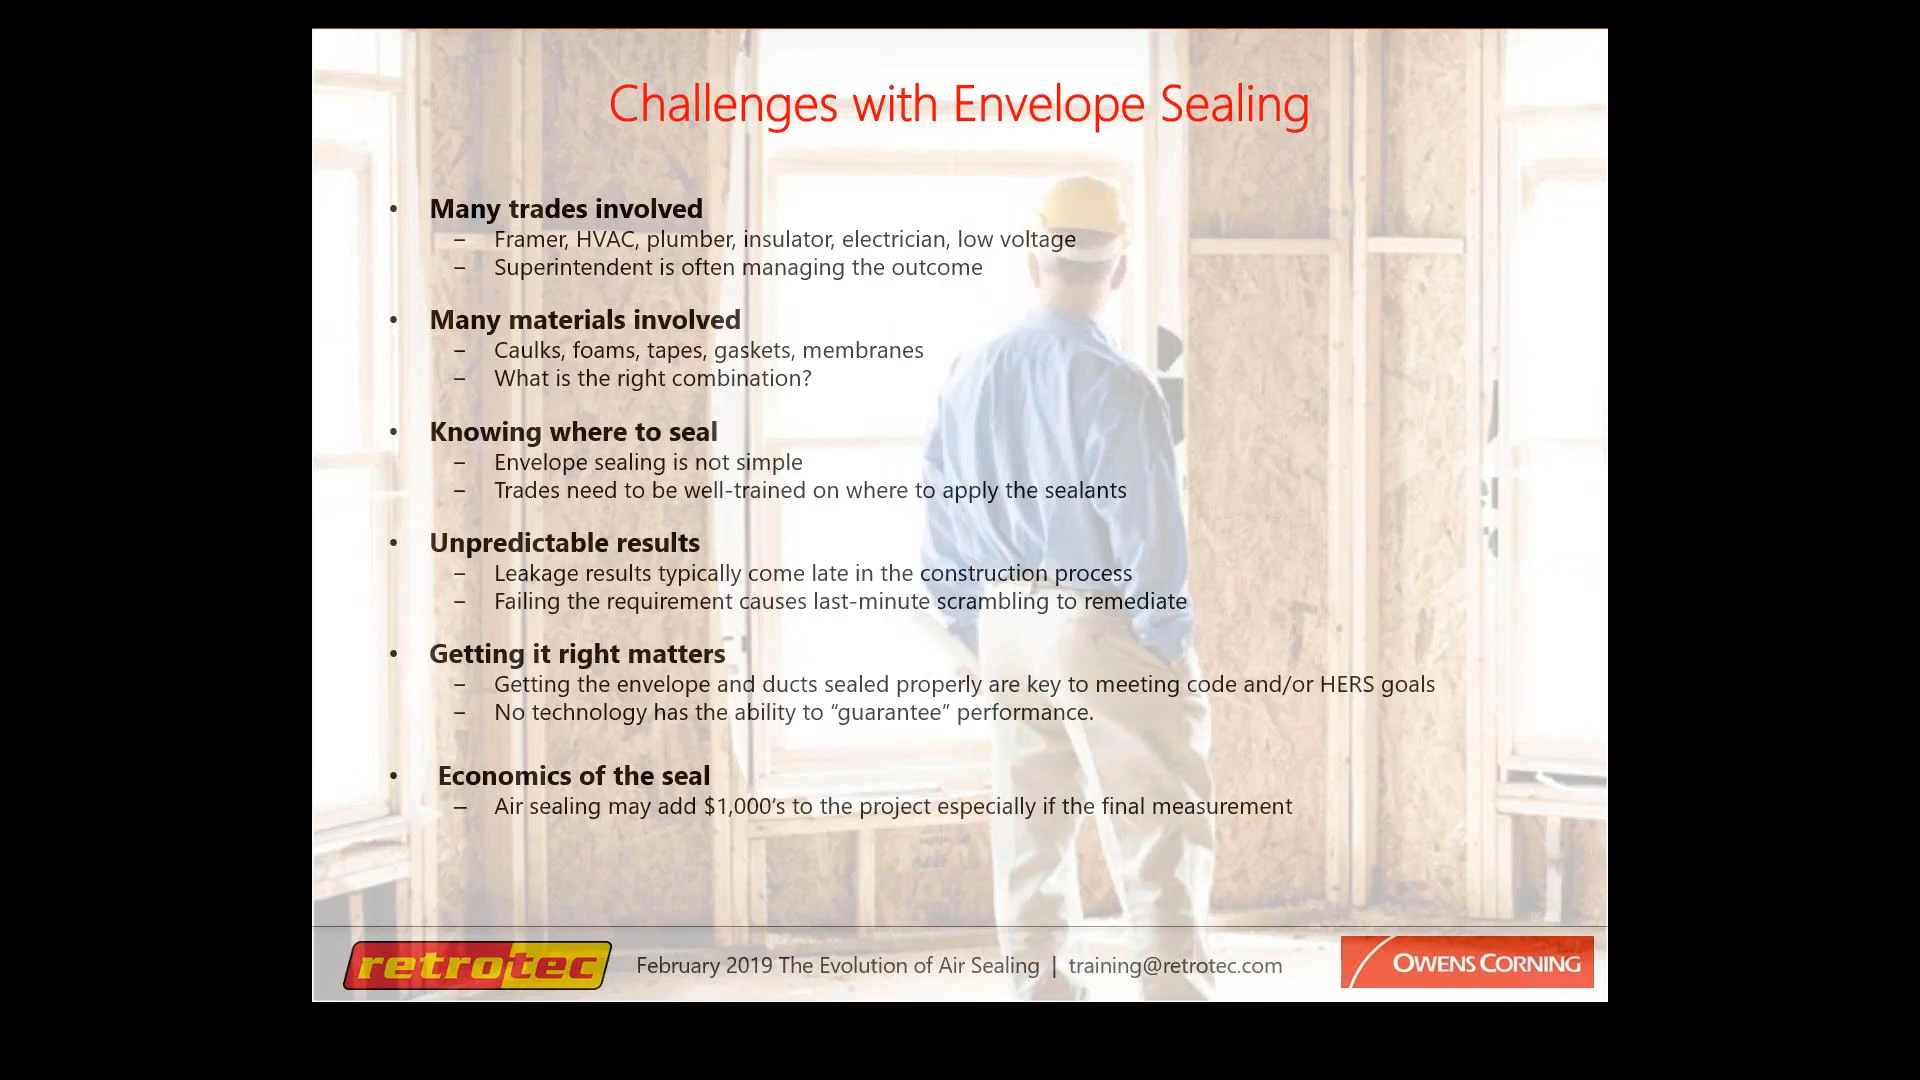 Challenges with Envelope Sealing
• Many trades involved
– Framer, HVAC, plumber, insulator, electrician, low voltage
– Superintendent is often managing the outcome
• Many materials involved
– Caulks, foams, tapes, gaskets, membranes
– What is the right combination?
• Knowing where to seal
– Envelope sealing is not simple
– Trades need to be well-trained on where to apply the sealants
• Unpredictable results
– Leakage results typically come late in the construction process
– Failing the requirement causes last-minute scrambling to remediate
• Getting it right matters
– Getting the envelope and ducts sealed properly are key to meeting code and/or HERS goals
– No technology has the ability to “guarantee” performance.
• Economics of the seal
– Air sealing may add $1,000’s to the project especially if the final measurement
retrotec
February 2019 The Evolution of Air Sealing | training@retrotec.com
OWENS CORNING